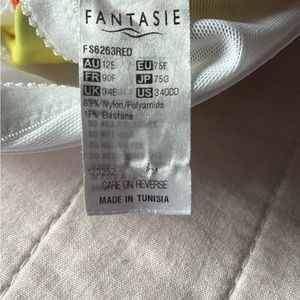 FANTASIE
FS6263RED
AU 12E EU 75F
FR 90F JP 75G
UK 34E US 34DDD
83% Nylon/Polyamide
17% Elastane
123252
CARE ON REVERSE
MADE IN TUNISIA